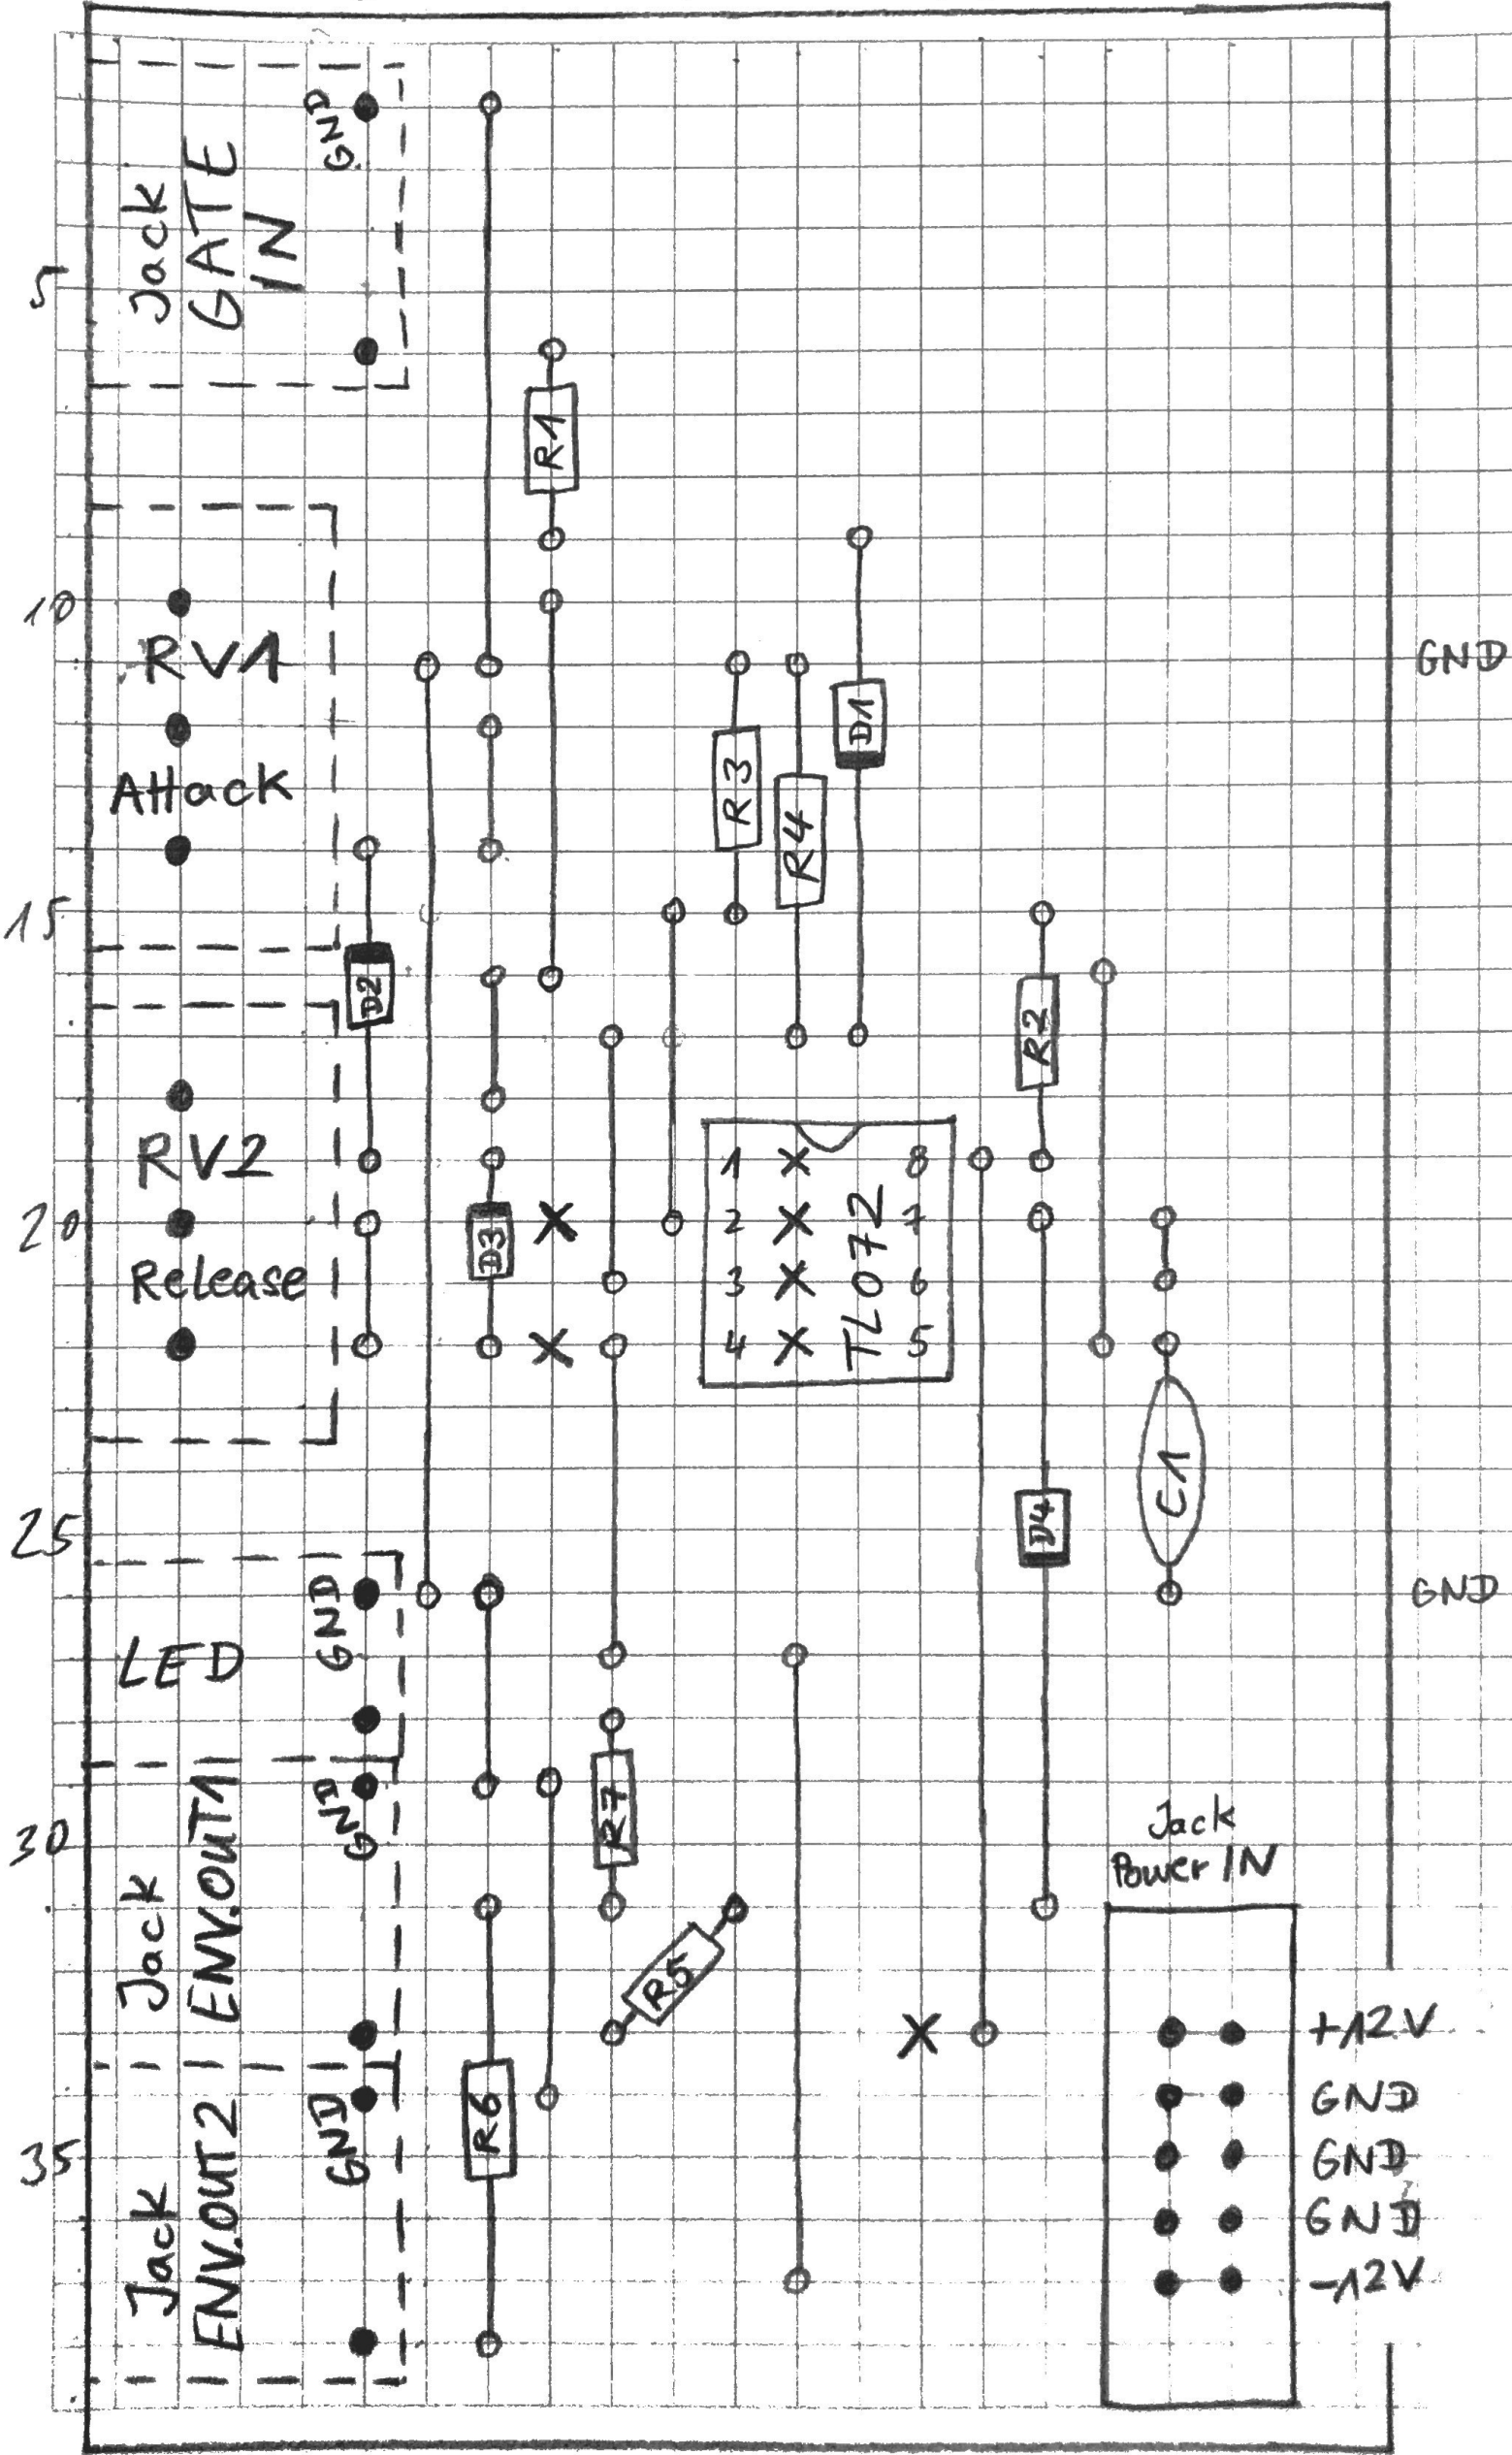 GND
Jack
GATE
IN
5
R1
10
RV1
Attack
GND
D1
R3
R4
15
D2
R2
RV2
20
Release
D3
1 8
2 7
3 6
4 5
TL072
C1
25
D4
GND
LED
GND
GND
Jack
ENV.OUT1
30
R7
R5
Jack
Power IN
+12V
GND
GND
GND
-12V
GND
Jack
ENV.OUT2
35
R6